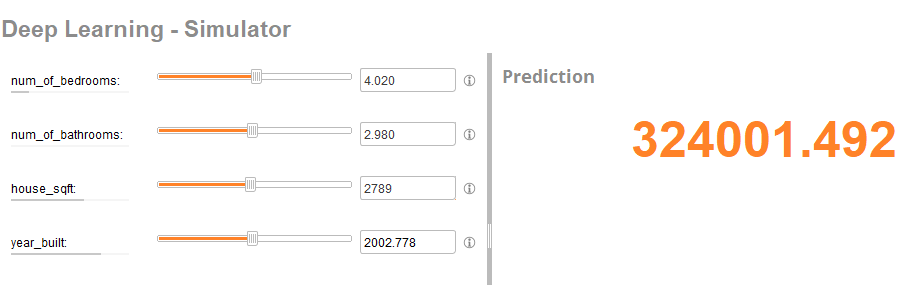 Deep Learning - Simulator
num_of_bedrooms: 4.020
Prediction
num_of_bathrooms: 2.980
324001.492
house_sqft: 2789
year_built: 2002.778